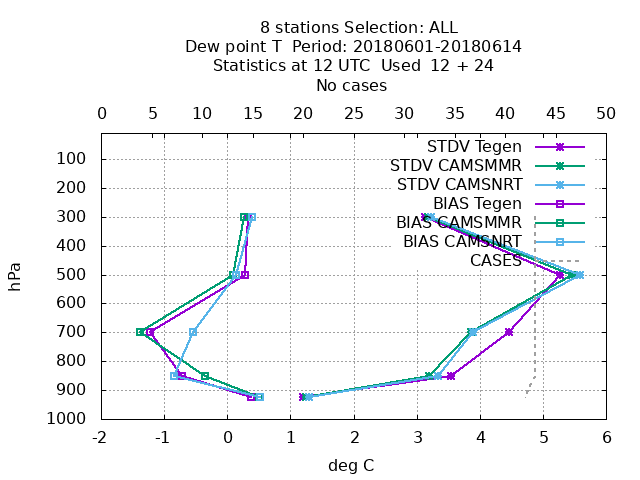 8 stations Selection: ALL
Dew point T  Period: 20180601-20180614
Statistics at 12 UTC  Used  12 + 24
No cases
0 5 10 15 20 25 30 35 40 45 50
STDV Tegen
STDV CAMSMMR
STDV CAMSNRT
BIAS Tegen
BIAS CAMSMMR
BIAS CAMSNRT
CASES
hPa
100
200
300
400
500
600
700
800
900
1000
-2 -1 0 1 2 3 4 5 6
deg C